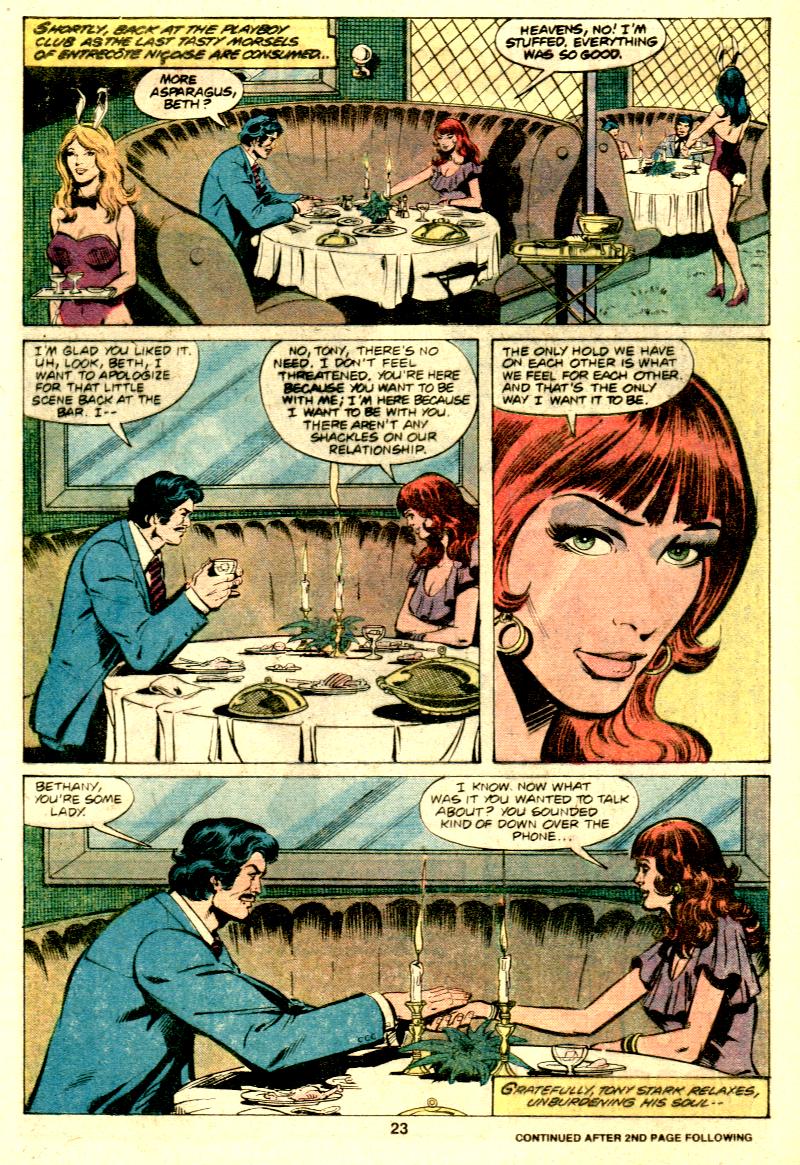 SHORTLY, BACK AT THE PLAYBOY
CLUB AS THE LAST TASTY MORSELS
OF ENTRECÔTE NIÇOISE ARE CONSUMED...
MORE
ASPARAGUS,
BETH?
HEAVENS, NO! I'M
STUFFED. EVERYTHING
WAS SO GOOD.
I'M GLAD YOU LIKED IT.
UH, LOOK, BETH, I
WANT TO APOLOGIZE
FOR THAT LITTLE
SCENE BACK AT THE
BAR. I--
NO, TONY, THERE'S NO
NEED. I DON'T FEEL
THREATENED. YOU'RE HERE
BECAUSE YOU WANT TO BE
WITH ME; I'M HERE BECAUSE
I WANT TO BE WITH YOU.
THERE AREN'T ANY
SHACKLES ON OUR
RELATIONSHIP.
THE ONLY HOLD WE HAVE
ON EACH OTHER IS WHAT
WE FEEL FOR EACH OTHER.
AND THAT'S THE ONLY
WAY I WANT IT TO BE.
BETHANY,
YOU'RE SOME
LADY.
I KNOW. NOW WHAT
WAS IT YOU WANTED TO TALK
ABOUT? YOU SOUNDED
KIND OF DOWN OVER THE
PHONE...
GRATEFULLY, TONY STARK RELAXES,
UNBURDENING HIS SOUL--
23
CONTINUED AFTER 2ND PAGE FOLLOWING